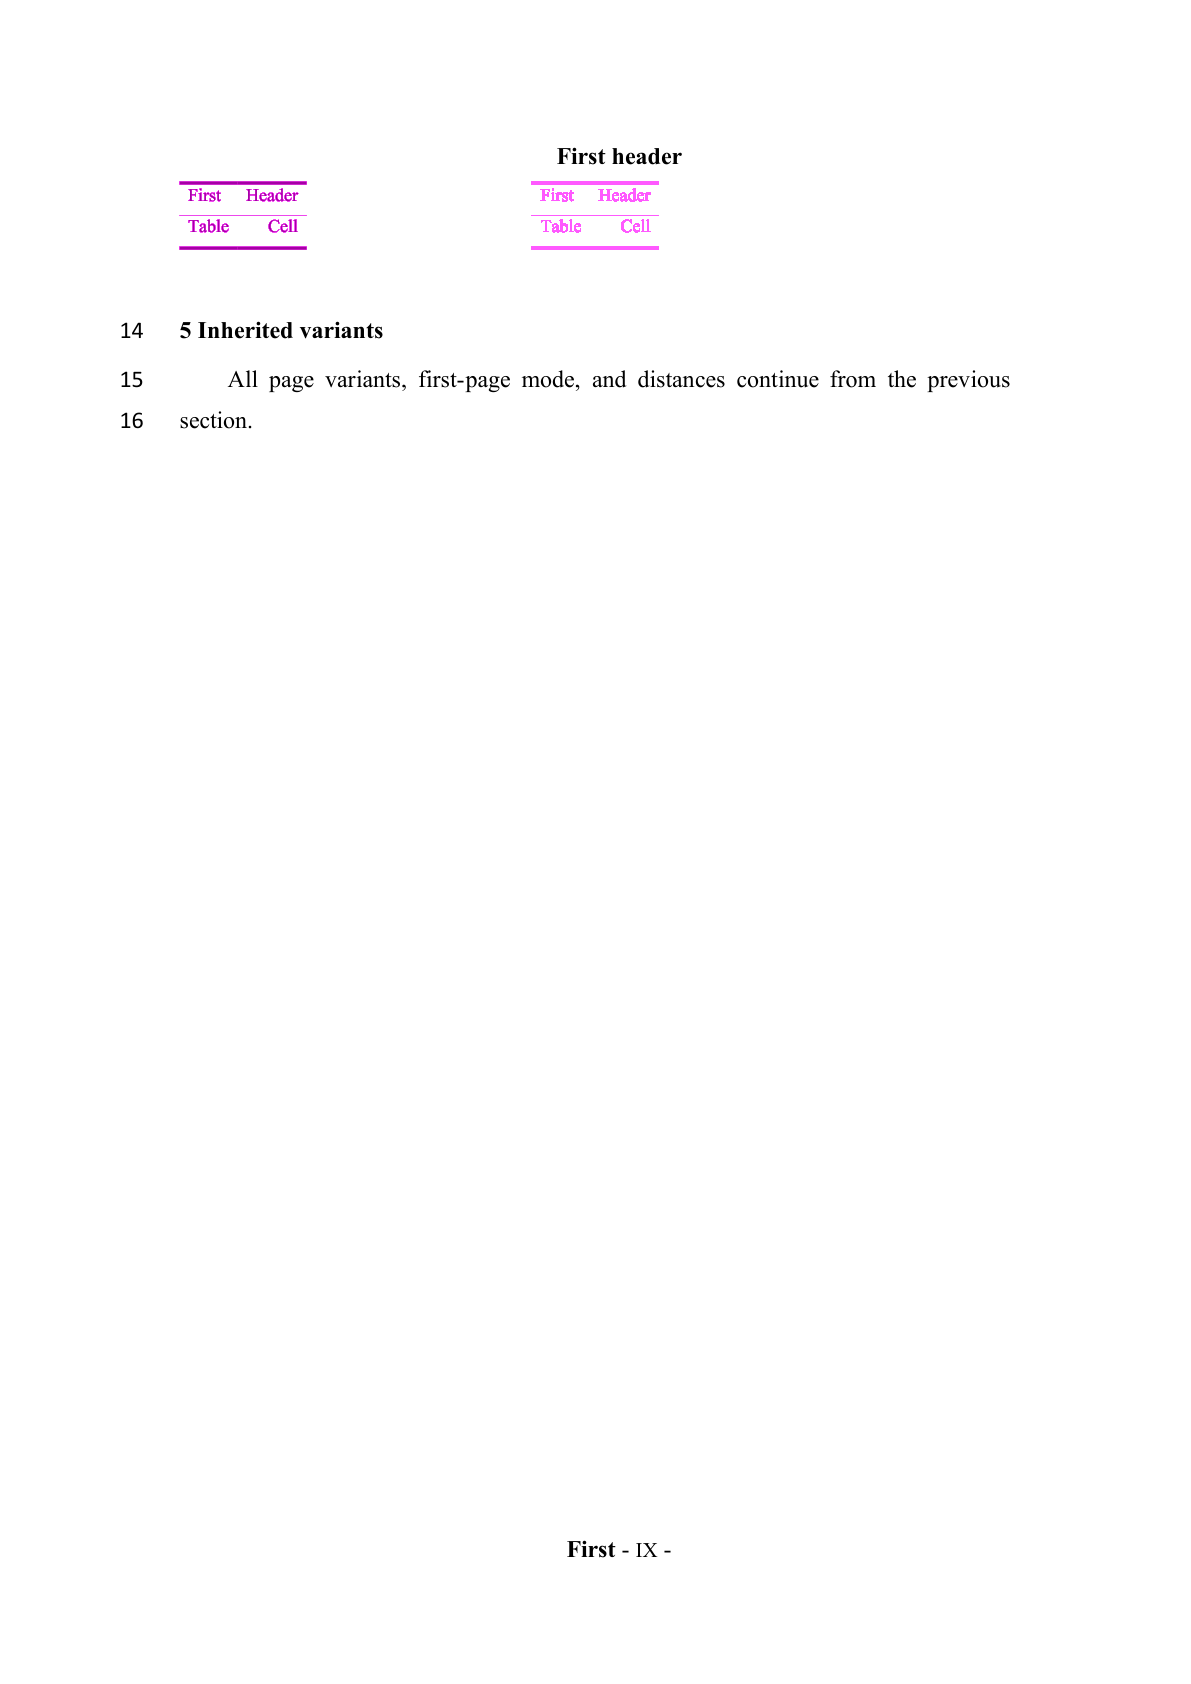 First header
First Header First Header
Table Cell Table Cell
14 5 Inherited variants
15 All page variants, first-page mode, and distances continue from the previous
16 section.
First - IX -